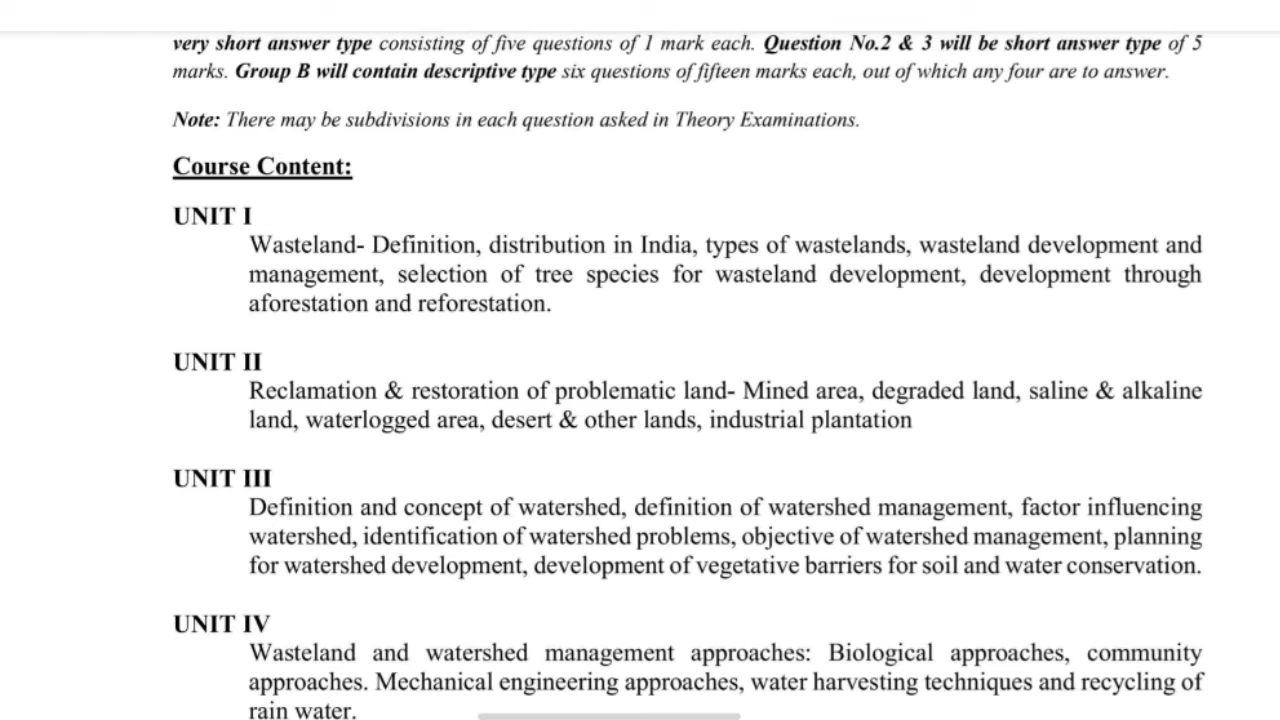 very short answer type consisting of five questions of 1 mark each. Question No.2 & 3 will be short answer type of 5
marks. Group B will contain descriptive type six questions of fifteen marks each, out of which any four are to answer.
Note: There may be subdivisions in each question asked in Theory Examinations.
Course Content:
UNIT I
Wasteland- Definition, distribution in India, types of wastelands, wasteland development and
management, selection of tree species for wasteland development, development through
aforestation and reforestation.
UNIT II
Reclamation & restoration of problematic land- Mined area, degraded land, saline & alkaline
land, waterlogged area, desert & other lands, industrial plantation
UNIT III
Definition and concept of watershed, definition of watershed management, factor influencing
watershed, identification of watershed problems, objective of watershed management, planning
for watershed development, development of vegetative barriers for soil and water conservation.
UNIT IV
Wasteland and watershed management approaches: Biological approaches, community
approaches. Mechanical engineering approaches, water harvesting techniques and recycling of
rain water.